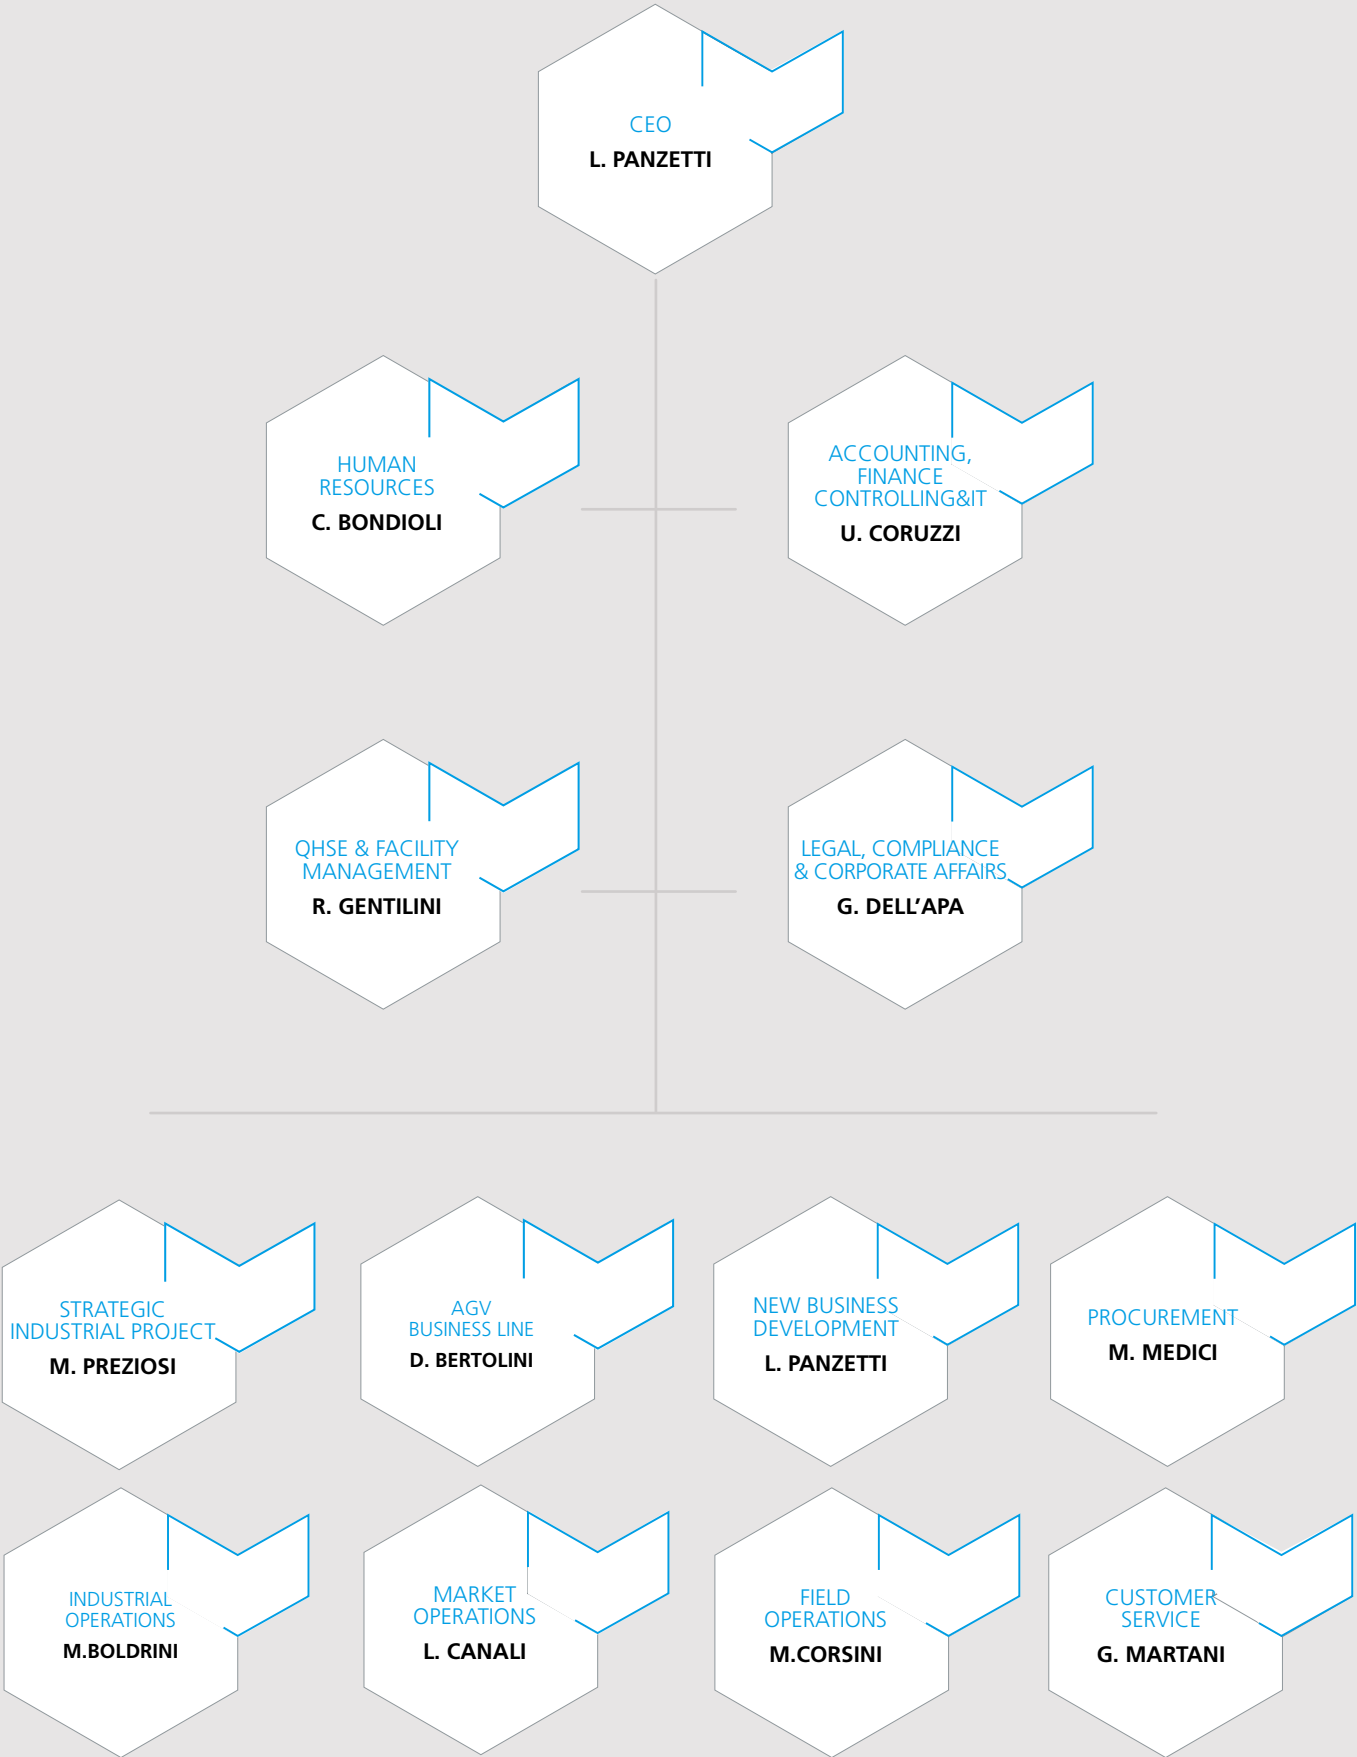 CEO
L. PANZETTI
HUMAN
RESOURCES
C. BONDIOLI
ACCOUNTING,
FINANCE
CONTROLLING&IT
U. CORUZZI
QHSE & FACILITY
MANAGEMENT
R. GENTILINI
LEGAL, COMPLIANCE
& CORPORATE AFFAIRS
G. DELL’APA
STRATEGIC
INDUSTRIAL PROJECT
M. PREZIOSI
AGV
BUSINESS LINE
D. BERTOLINI
NEW BUSINESS
DEVELOPMENT
L. PANZETTI
PROCUREMENT
M. MEDICI
INDUSTRIAL
OPERATIONS
M.BOLDRINI
MARKET
OPERATIONS
L. CANALI
FIELD
OPERATIONS
M.CORSINI
CUSTOMER
SERVICE
G. MARTANI